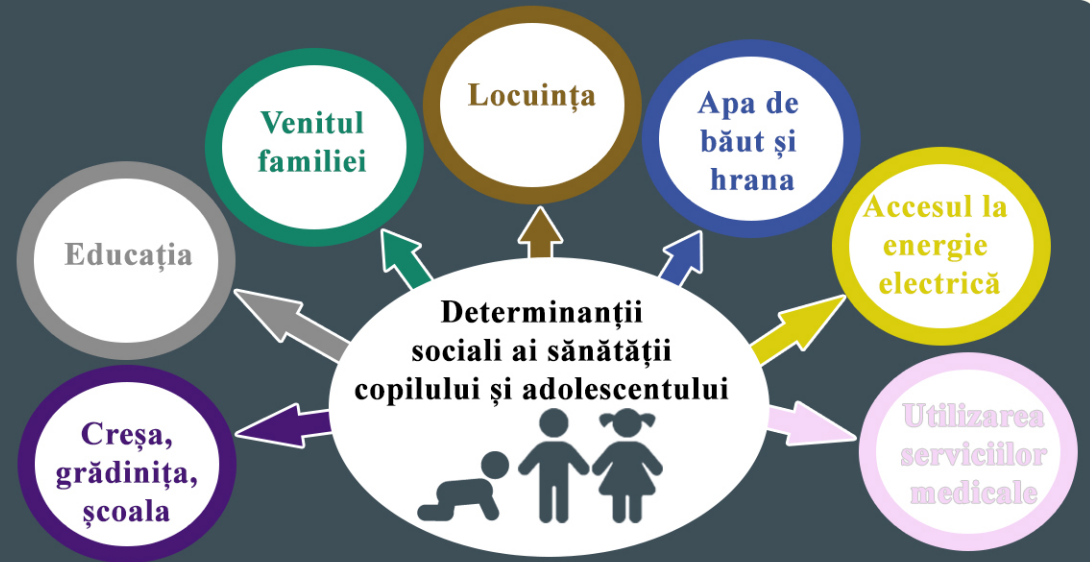 Locuința
Venitul
familiei
Apa de
băut și
hrana
Educația
Accesul la
energie
electrică
Determinanții
sociali ai sănătății
copilului și adolescentului
Creșa,
grădinița,
școala
Utilizarea
serviciilor
medicale